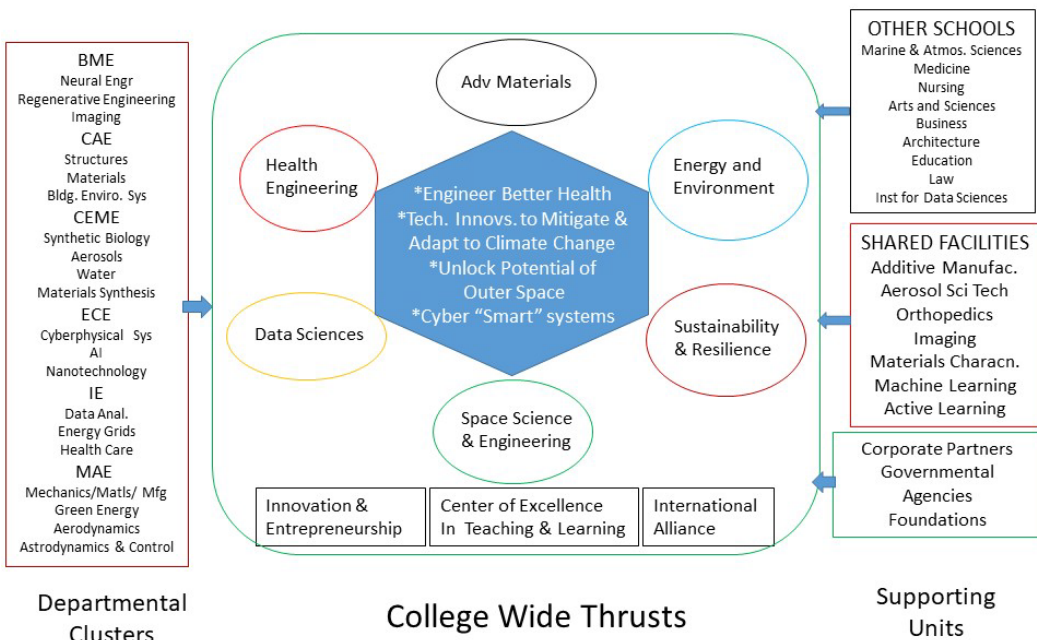 BME
Neural Engr
Regenerative Engineering
Imaging
CAE
Structures
Materials
Bldg. Enviro. Sys
CEME
Synthetic Biology
Aerosols
Water
Materials Synthesis
ECE
Cyberphysical Sys
AI
Nanotechnology
IE
Data Anal.
Energy Grids
Health Care
MAE
Mechanics/Matls/ Mfg
Green Energy
Aerodynamics
Astrodynamics & Control
Departmental
Clusters
Adv Materials
Health
Engineering
Energy and
Environment
*Engineer Better Health
*Tech. Innovs. to Mitigate &
Adapt to Climate Change
*Unlock Potential of
Outer Space
*Cyber “Smart” systems
Data Sciences
Sustainability
& Resilience
Space Science
& Engineering
Innovation &
Entrepreneurship
Center of Excellence
In Teaching & Learning
International
Alliance
College Wide Thrusts
OTHER SCHOOLS
Marine & Atmos. Sciences
Medicine
Nursing
Arts and Sciences
Business
Architecture
Education
Law
Inst for Data Sciences
SHARED FACILITIES
Additive Manufac.
Aerosol Sci Tech
Orthopedics
Imaging
Materials Characn.
Machine Learning
Active Learning
Corporate Partners
Governmental
Agencies
Foundations
Supporting
Units